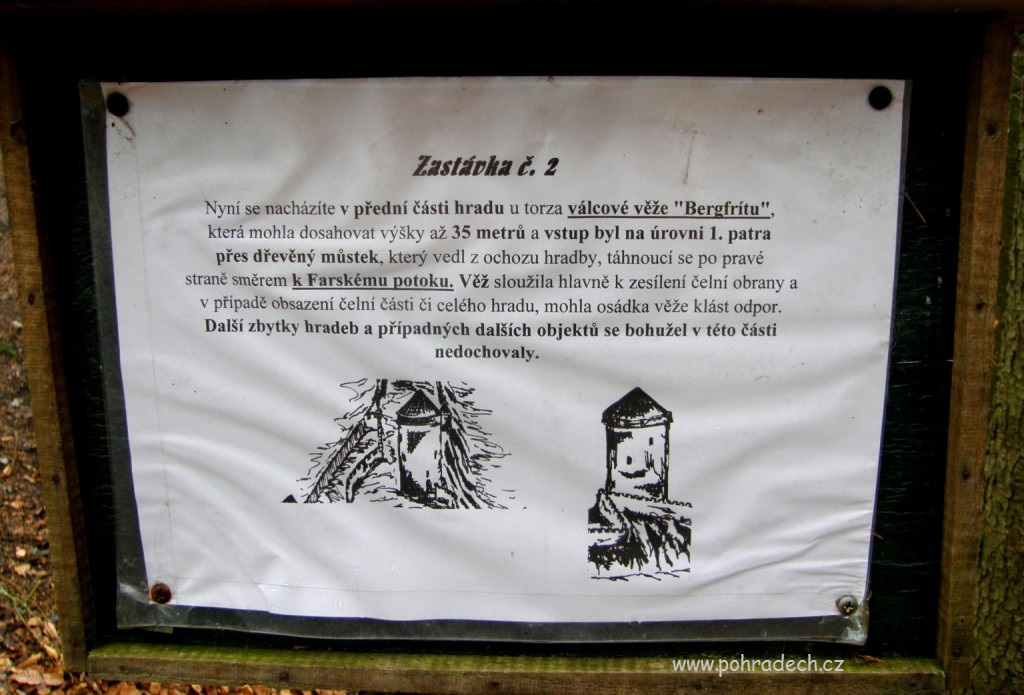 Zastávka č. 2
Nyní se nacházíte v přední části hradu u torza válcové věže "Bergfrítu",
která mohla dosahovat výšky až 35 metrů a vstup byl na úrovni 1. patra
přes dřevěný můstek, který vedl z ochozu hradby, táhnoucí se po pravé
straně směrem k Farskému potoku. Věž sloužila hlavně k zesílení čelní obrany a
v případě obsazení čelní části či celého hradu, mohla osádka věže klást odpor.
Další zbytky hradeb a případných dalších objektů se bohužel v této části
nedochovaly.
www.pohradech.cz